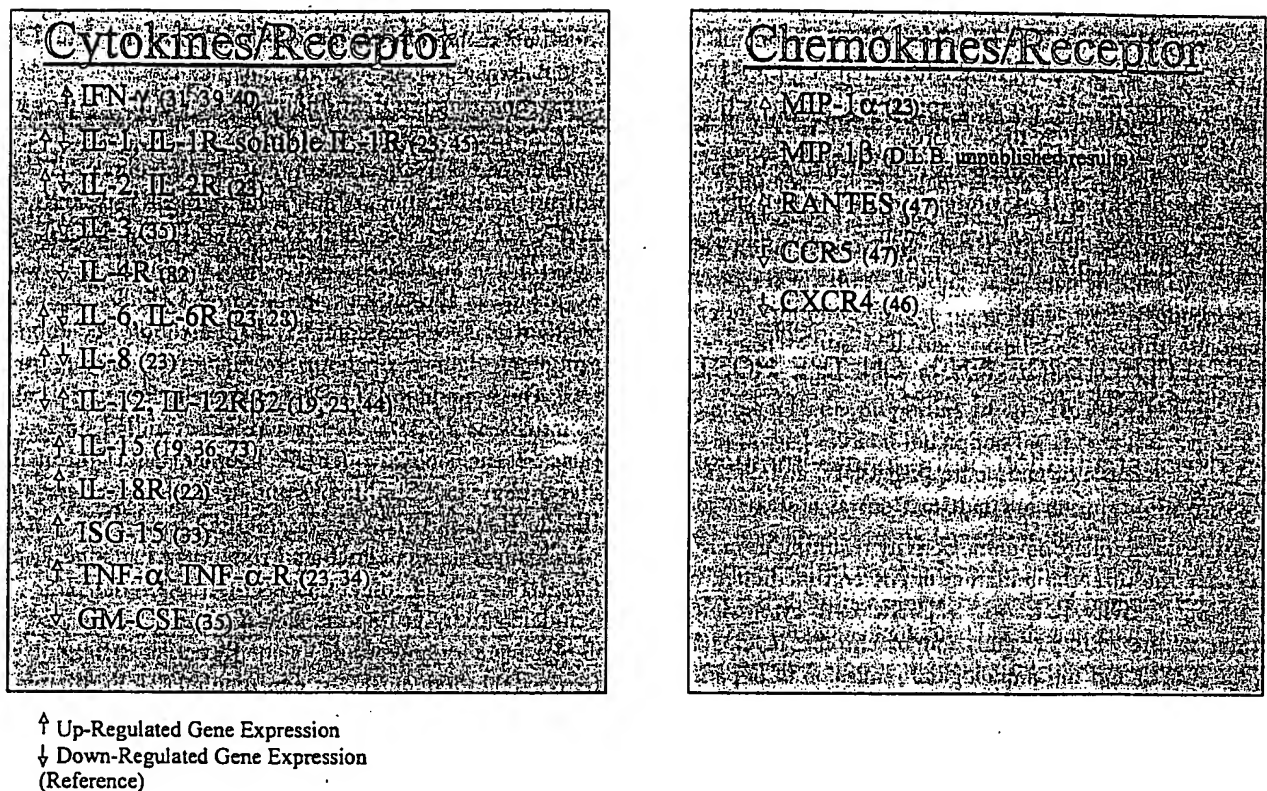 Cytokines/Receptor
↑ IFN-γ (31, 39, 40)
↑ ↓ IL-1, IL-1R, soluble IL-1R (23, 45)
↑ ↓ IL-2, IL-2R (23)
IL-3 (35)
↓ IL-4R (82)
↑ ↓ IL-6, IL-6R (23, 28)
↑ ↓ IL-8 (23)
↓ ↑ IL-12, IL-12Rβ2 (19, 23, 44)
↑ IL-15 (19, 36, 73)
↑ IL-18R (22)
↑ ISG-15 (33)
↑ TNF-α, TNF-α-R (23, 34)
↓ GM-CSF (35)
Chemokines/Receptor
↑ MIP-1α (23)
MIP-1β (D.L.B. unpublished results)
RANTES (47)
↓ CCR5 (47)
↓ CXCR4 (46)
↑ Up-Regulated Gene Expression
↓ Down-Regulated Gene Expression
(Reference)